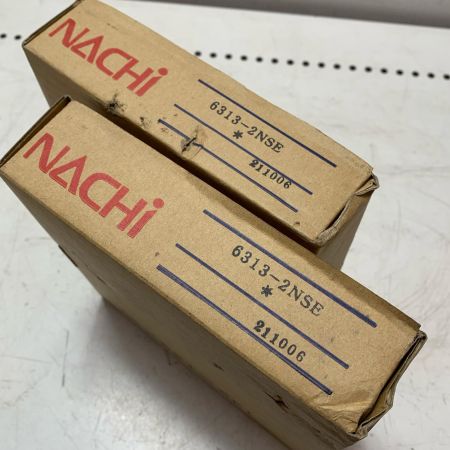 NACHi
6313-2NSE
*
211006
NACHi
6313-2NSE
*
211006